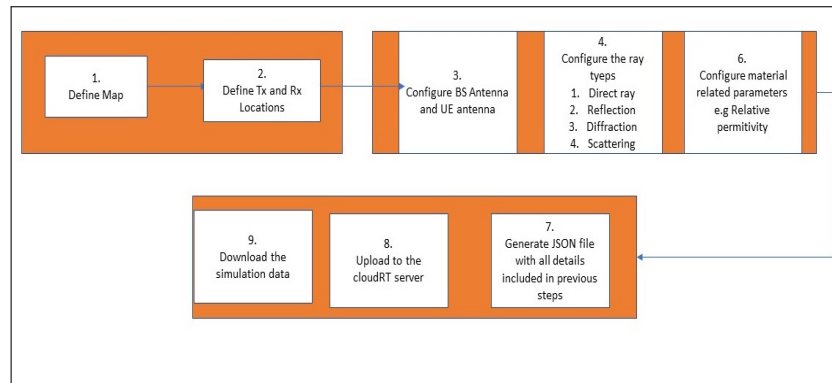 1.
Define Map
2.
Define Tx and Rx
Locations
3.
Configure BS Antenna
and UE antenna
4.
Configure the ray
tyeps
1. Direct ray
2. Reflection
3. Diffraction
4. Scattering
6.
Configure material
related parameters
e.g Relative
permitivity
9.
Download the
simulation data
8.
Upload to the
cloudRT server
7.
Generate JSON file
with all details
included in previous
steps